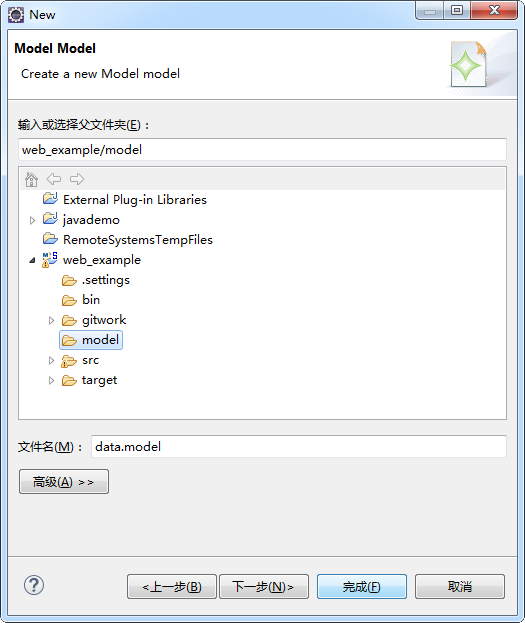 New
Model Model
Create a new Model model
输入或选择父文件夹(E)：
web_example/model
External Plug-in Libraries
javademo
RemoteSystemsTempFiles
web_example
.settings
bin
gitwork
model
src
target
文件名(M)： data.model
高级(A) >>
<上一步(B) 下一步(N)> 完成(F) 取消